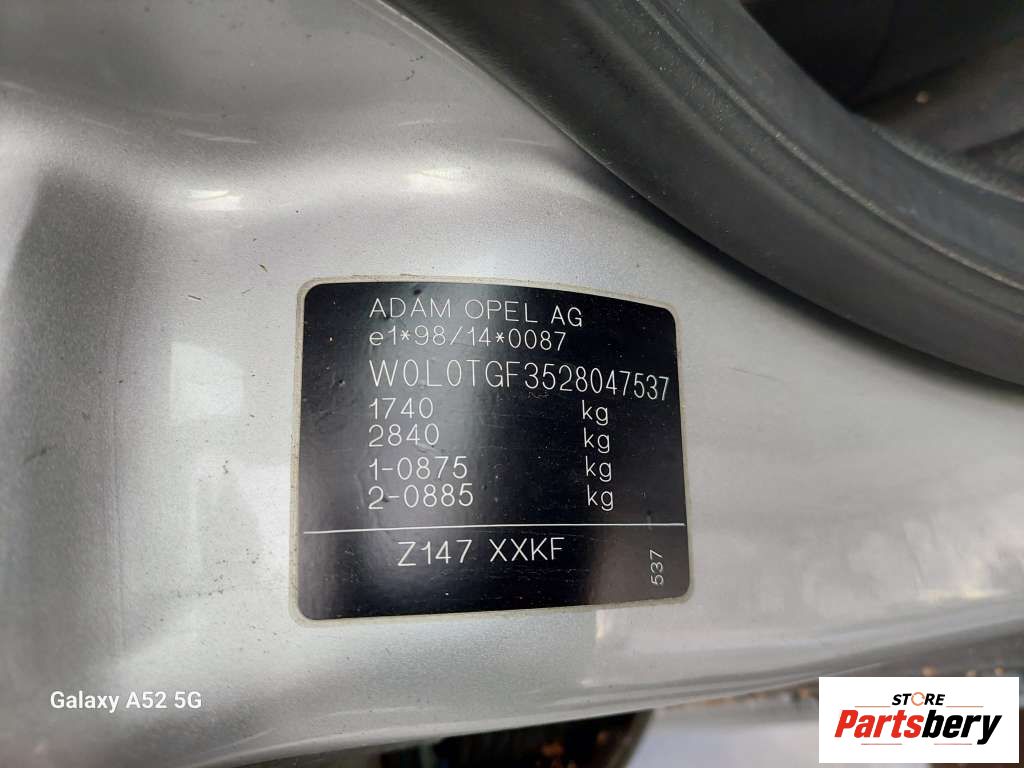 ADAM OPEL AG
e1*98/14*0087
W0L0TGF3528047537
1740 kg
2840 kg
1-0875 kg
2-0885 kg
Z147 XXKF
537
Galaxy A52 5G
STORE
Partsbery